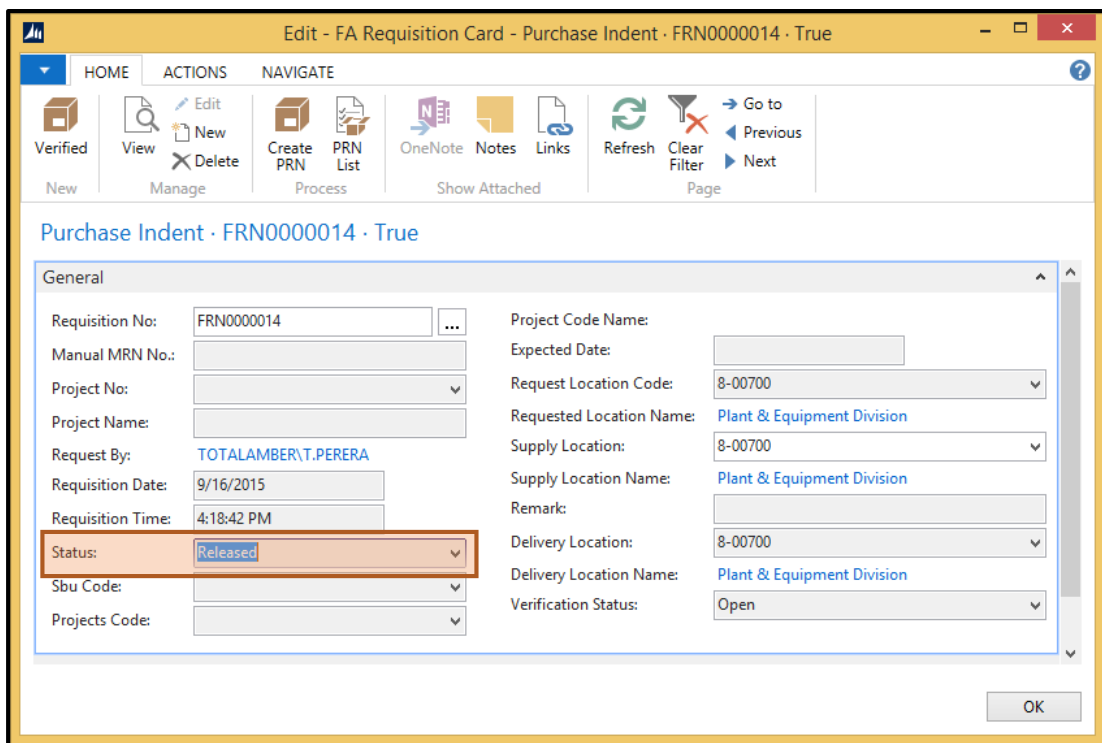 Edit - FA Requisition Card - Purchase Indent · FRN0000014 · True
HOME ACTIONS NAVIGATE
Verified
View
Edit
New
Delete
Create PRN
PRN List
OneNote
Notes
Links
Refresh
Clear Filter
Go to
Previous
Next
New
Manage
Process
Show Attached
Page
Purchase Indent · FRN0000014 · True
General
Requisition No: FRN0000014 ...
Manual MRN No.:
Project No:
Project Name:
Request By: TOTALAMBER\T.PERERA
Requisition Date: 9/16/2015
Requisition Time: 4:18:42 PM
Status: Released
Sbu Code:
Projects Code:
Project Code Name:
Expected Date:
Request Location Code: 8-00700
Requested Location Name: Plant & Equipment Division
Supply Location: 8-00700
Supply Location Name: Plant & Equipment Division
Remark:
Delivery Location: 8-00700
Delivery Location Name: Plant & Equipment Division
Verification Status: Open
OK